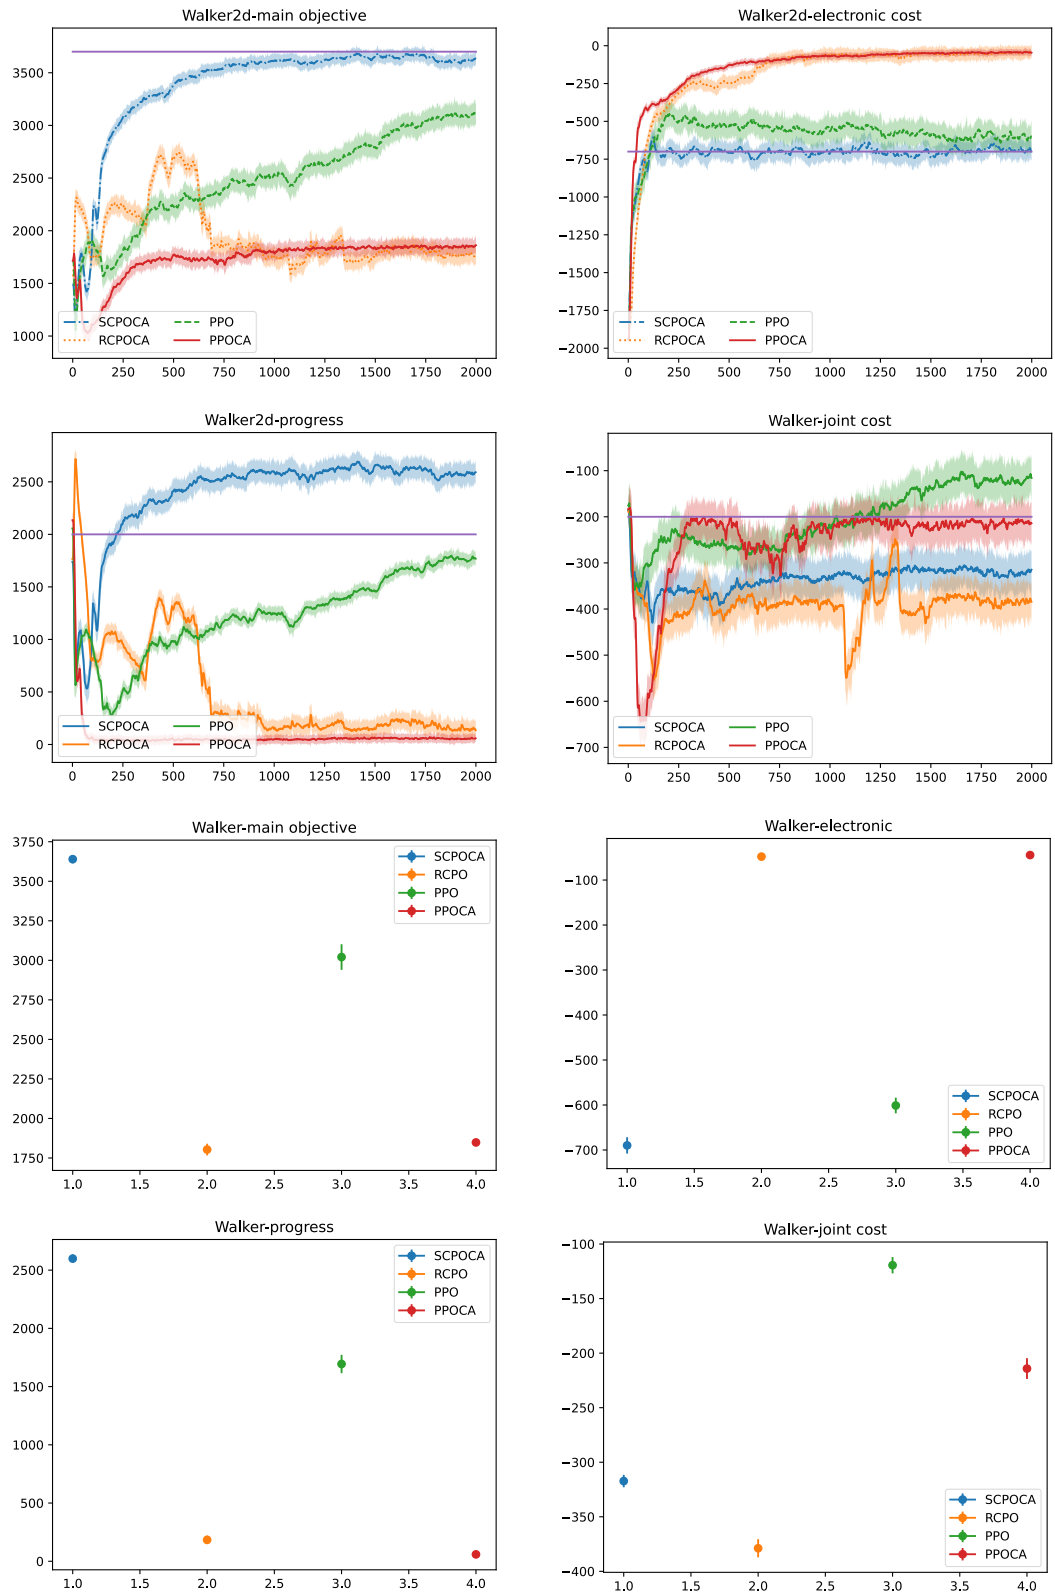 Walker2d-main objective
3500
3000
2500
2000
1500
1000
SCPOCA PPO
RCPOCA PPOCA
0 250 500 750 1000 1250 1500 1750 2000
Walker2d-electronic cost
0
−250
−500
−750
−1000
−1250
−1500
−1750
−2000
SCPOCA PPO
RCPOCA PPOCA
0 250 500 750 1000 1250 1500 1750 2000
Walker2d-progress
2500
2000
1500
1000
500
0
SCPOCA PPO
RCPOCA PPOCA
0 250 500 750 1000 1250 1500 1750 2000
Walker-joint cost
−100
−200
−300
−400
−500
−600
−700
SCPOCA PPO
RCPOCA PPOCA
0 250 500 750 1000 1250 1500 1750 2000
Walker-main objective
3750
3500
3250
3000
2750
2500
2250
2000
1750
SCPOCA
RCPO
PPO
PPOCA
1.0 1.5 2.0 2.5 3.0 3.5 4.0
Walker-electronic
−100
−200
−300
−400
−500
−600
−700
SCPOCA
RCPO
PPO
PPOCA
1.0 1.5 2.0 2.5 3.0 3.5 4.0
Walker-progress
2500
2000
1500
1000
500
0
SCPOCA
RCPO
PPO
PPOCA
1.0 1.5 2.0 2.5 3.0 3.5 4.0
Walker-joint cost
−100
−150
−200
−250
−300
−350
−400
SCPOCA
RCPO
PPO
PPOCA
1.0 1.5 2.0 2.5 3.0 3.5 4.0